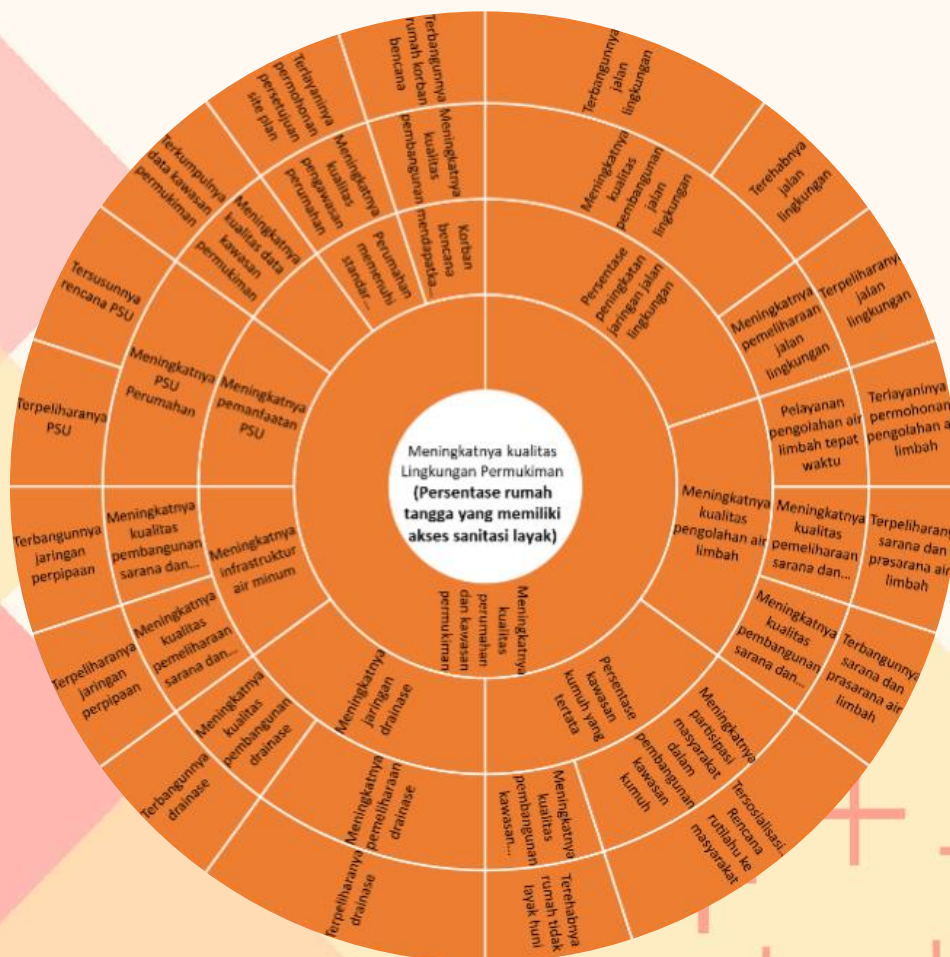 Meningkatnya kualitas
Lingkungan Permukiman
(Persentase rumah
tangga yang memiliki
akses sanitasi layak)
Meningkatnya
kualitas
perumahan
dan kawasan
permukiman
Persentase
peningkatan
jaringan jalan
lingkungan
Meningkatnya
kualitas
pengolahan air
limbah
Persentase
kawasan
kumuh yang
tertata
Meningkatnya
jaringan
drainase
Meningkatnya
infrastruktur
air minum
Meningkatnya
pemanfaatan
PSU
Perumahan
memenuhi
standar...
Korban
bencana
mendapatka...
Meningkatnya
kualitas
pembangunan
jalan
lingkungan
Meningkatnya
pemeliharaan
jalan
lingkungan
Pelayanan
pengolahan air
limbah tepat
waktu
Meningkatnya
kualitas
pemeliharaan
sarana dan...
Meningkatnya
kualitas
pembangunan
sarana dan...
Meningkatnya
partisipasi
masyarakat
dalam
pembangunan
kawasan
kumuh
Meningkatnya
kualitas
pembangunan
kawasan...
Meningkatnya
pemeliharaan
drainase
Meningkatnya
kualitas
pembangunan
drainase
Meningkatnya
kualitas
pemeliharaan
sarana dan...
Meningkatnya
kualitas
pembangunan
sarana dan...
Meningkatnya
PSU
Perumahan
Meningkatnya
kualitas data
kawasan
permukiman
Meningkatnya
kualitas
pengawasan
perumahan
Meningkatnya
kualitas
pembangunan
Terbangunnya
jalan
lingkungan
Terehabnya
jalan
lingkungan
Terpeliharanya
jalan
lingkungan
Terlayaninya
permohonan
pengolahan air
limbah
Terpeliharanya
sarana dan
prasarana air
limbah
Terbangunnya
sarana dan
prasarana air
limbah
Tersosialisasi...
Rencana
rutilahu ke
masyarakat
Terehabnya
rumah tidak
layak huni
Terpeliharanya
drainase
Terbangunnya
drainase
Terpeliharanya
jaringan
perpipaan
Terbangunnya
jaringan
perpipaan
Terpeliharanya
PSU
Tersusunnya
rencana PSU
Terkumpulnya
data kawasan
permukiman
Terlayaninya
permohonan
persetujuan
site plan
Terbangunnya
rumah korban
bencana